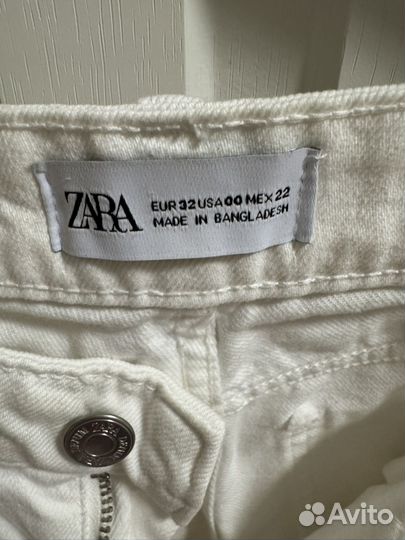 ZARA
EUR 32 USA 00 MEX 22
MADE IN BANGLADESH
Avito